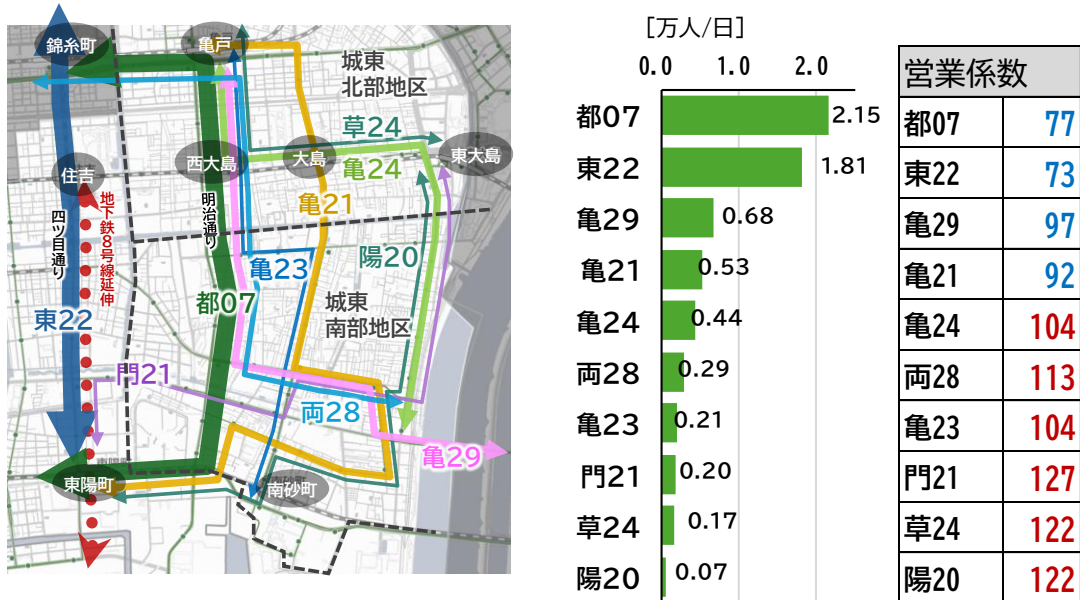 錦糸町
亀戸
城東
北部地区
草24
東大島
西大島
大島
亀24
住吉
地下鉄8号線延伸
明治通り
四ツ目通り
亀21
陽20
亀23
都07
城東
南部地区
東22
門21
両28
亀29
東陽町
南砂町
［万人/日］
0.0 1.0 2.0
都07 2.15
東22 1.81
亀29 0.68
亀21 0.53
亀24 0.44
両28 0.29
亀23 0.21
門21 0.20
草24 0.17
陽20 0.07
営業係数
都07 77
東22 73
亀29 97
亀21 92
亀24 104
両28 113
亀23 104
門21 127
草24 122
陽20 122